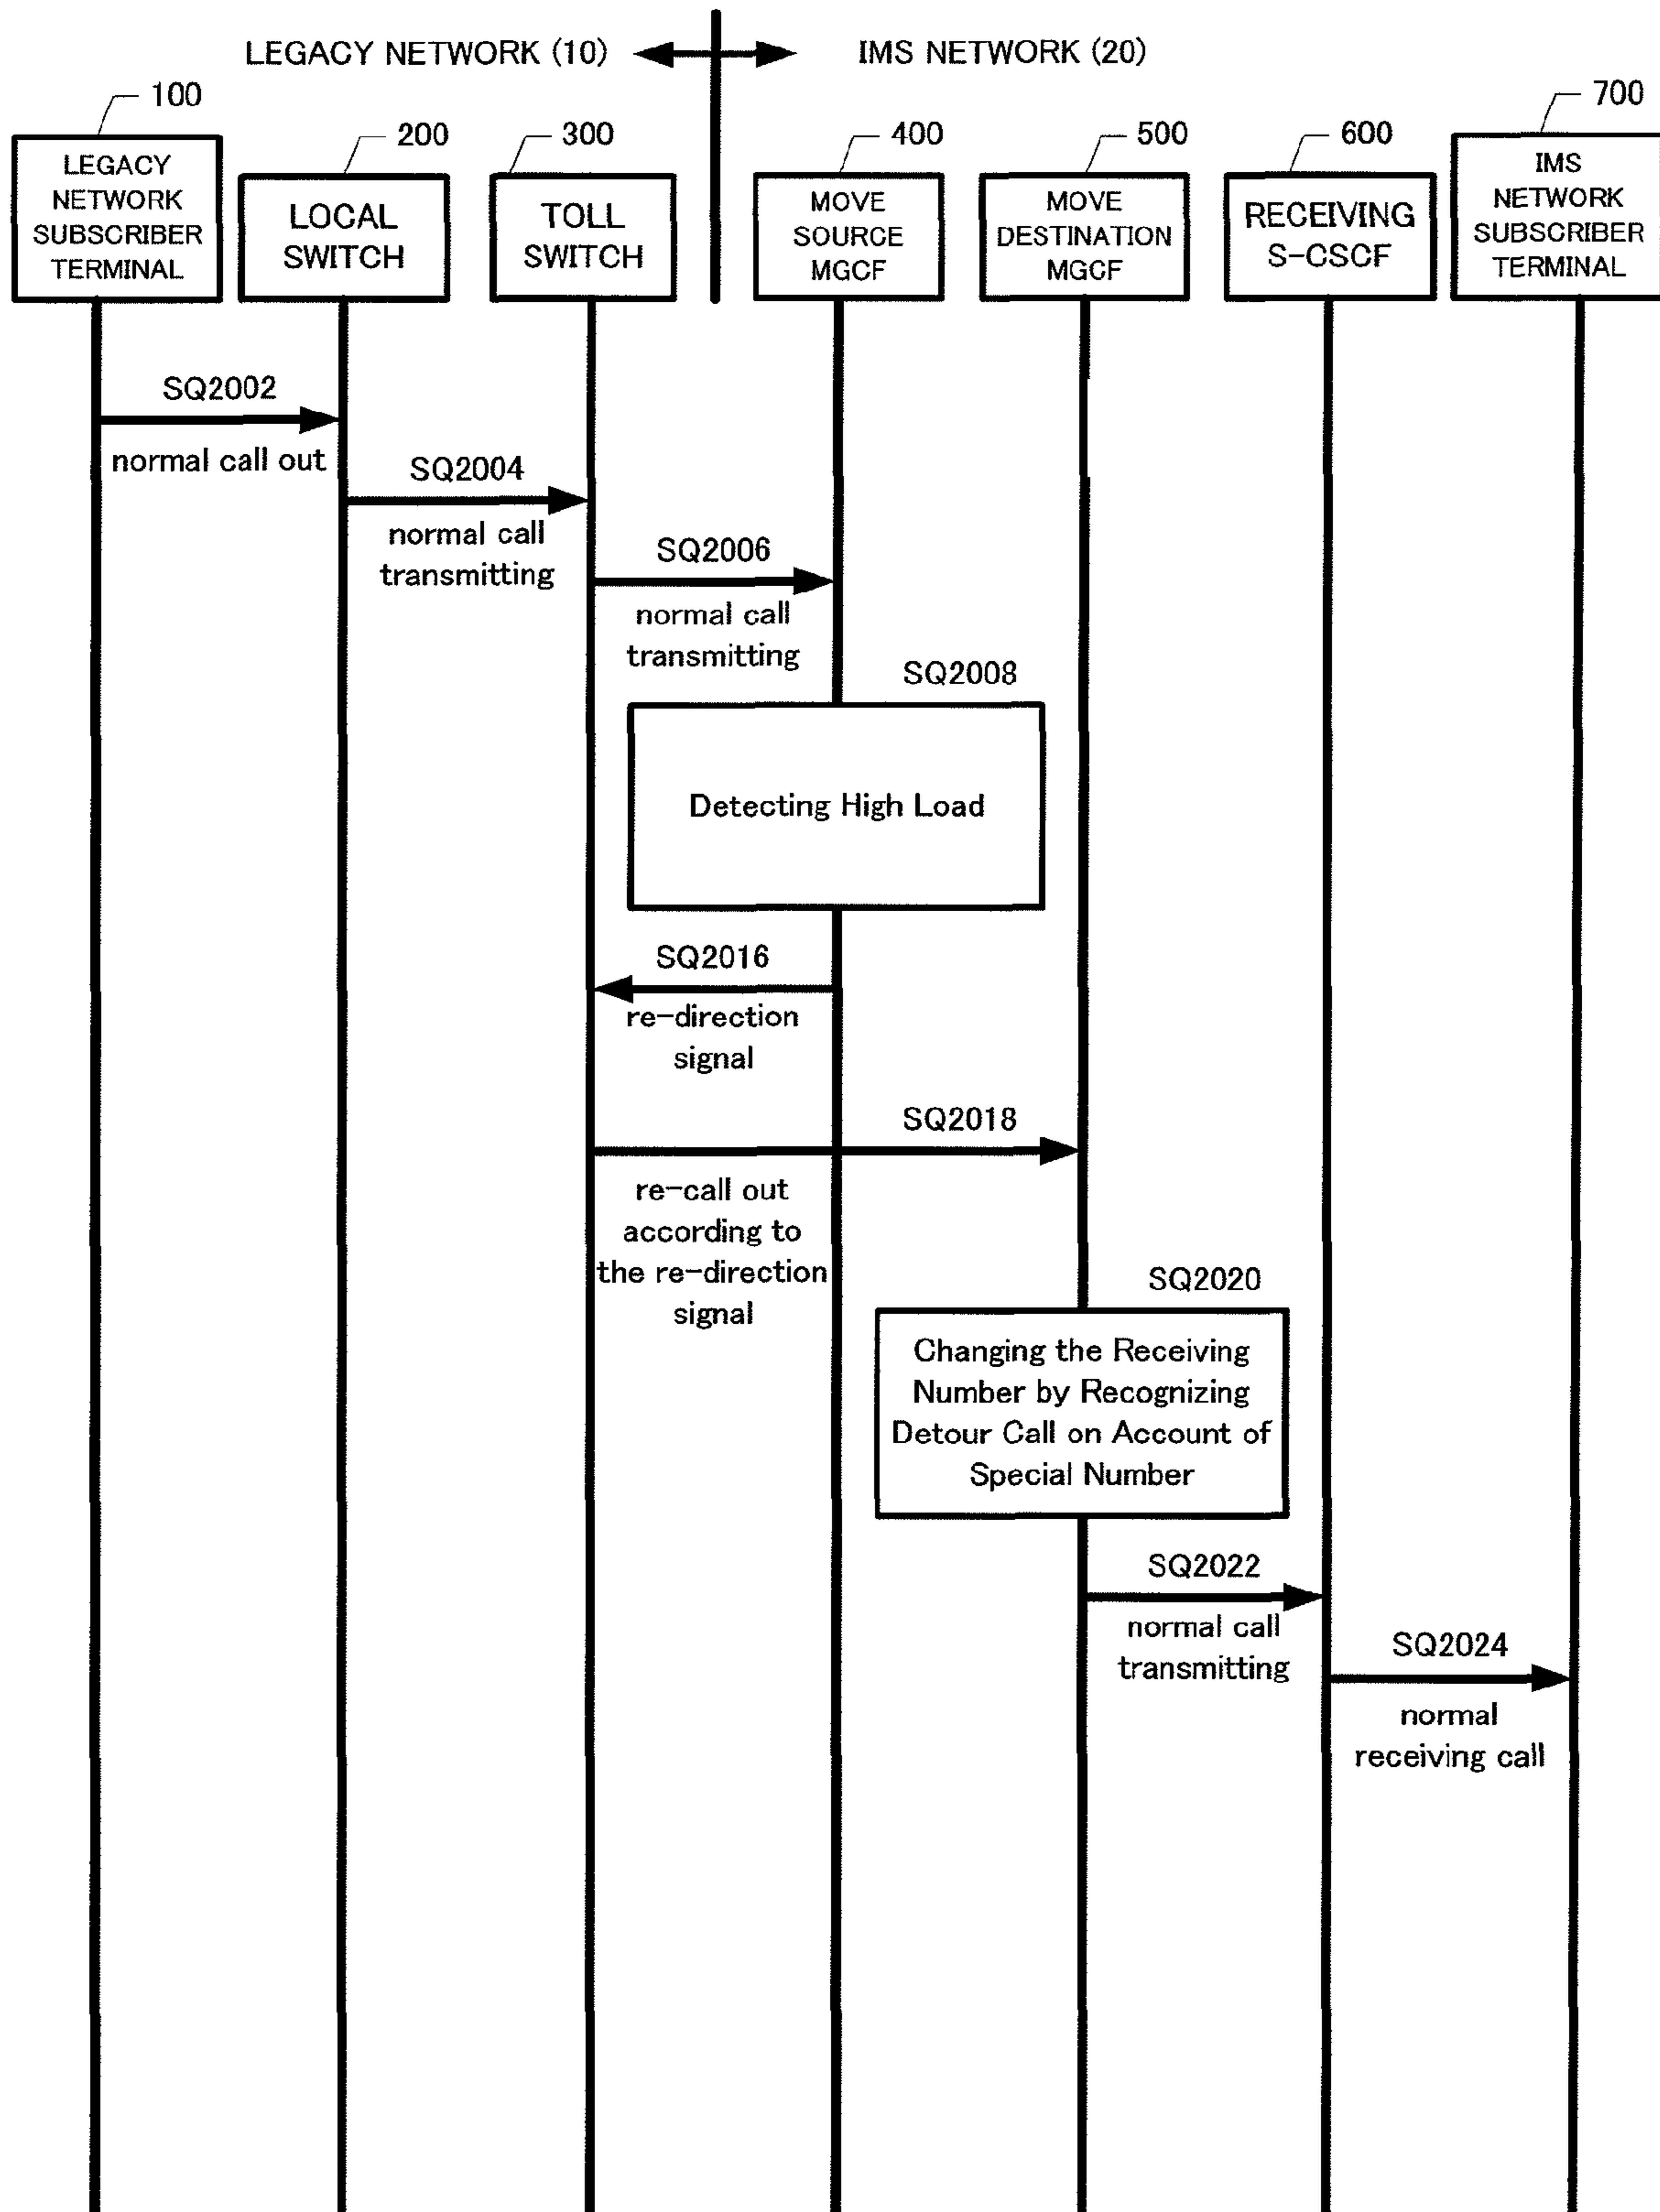 LEGACY NETWORK (10)
IMS NETWORK (20)
100
200
300
400
500
600
700
LEGACY
NETWORK
SUBSCRIBER
TERMINAL
LOCAL
SWITCH
TOLL
SWITCH
MOVE
SOURCE
MGCF
MOVE
DESTINATION
MGCF
RECEIVING
S-CSCF
IMS
NETWORK
SUBSCRIBER
TERMINAL
SQ2002
normal call out
SQ2004
normal call
transmitting
SQ2006
normal call
transmitting
SQ2008
Detecting High Load
SQ2016
re-direction
signal
SQ2018
re-call out
according to
the re-direction
signal
SQ2020
Changing the Receiving
Number by Recognizing
Detour Call on Account of
Special Number
SQ2022
normal call
transmitting
SQ2024
normal
receiving call